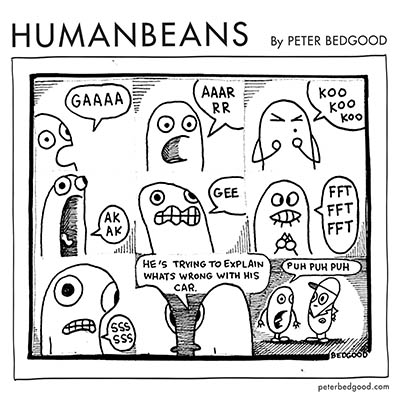 HUMANBEANS By PETER BEDGOOD
GAAAA
AAAR
RR
KOO
KOO
KOO
AK
AK
GEE
FFT
FFT
FFT
SSS
SSS
HE'S TRYING TO EXPLAIN
WHATS WRONG WITH HIS
CAR.
PUH PUH PUH
BEDGOOD
peterbedgood.com